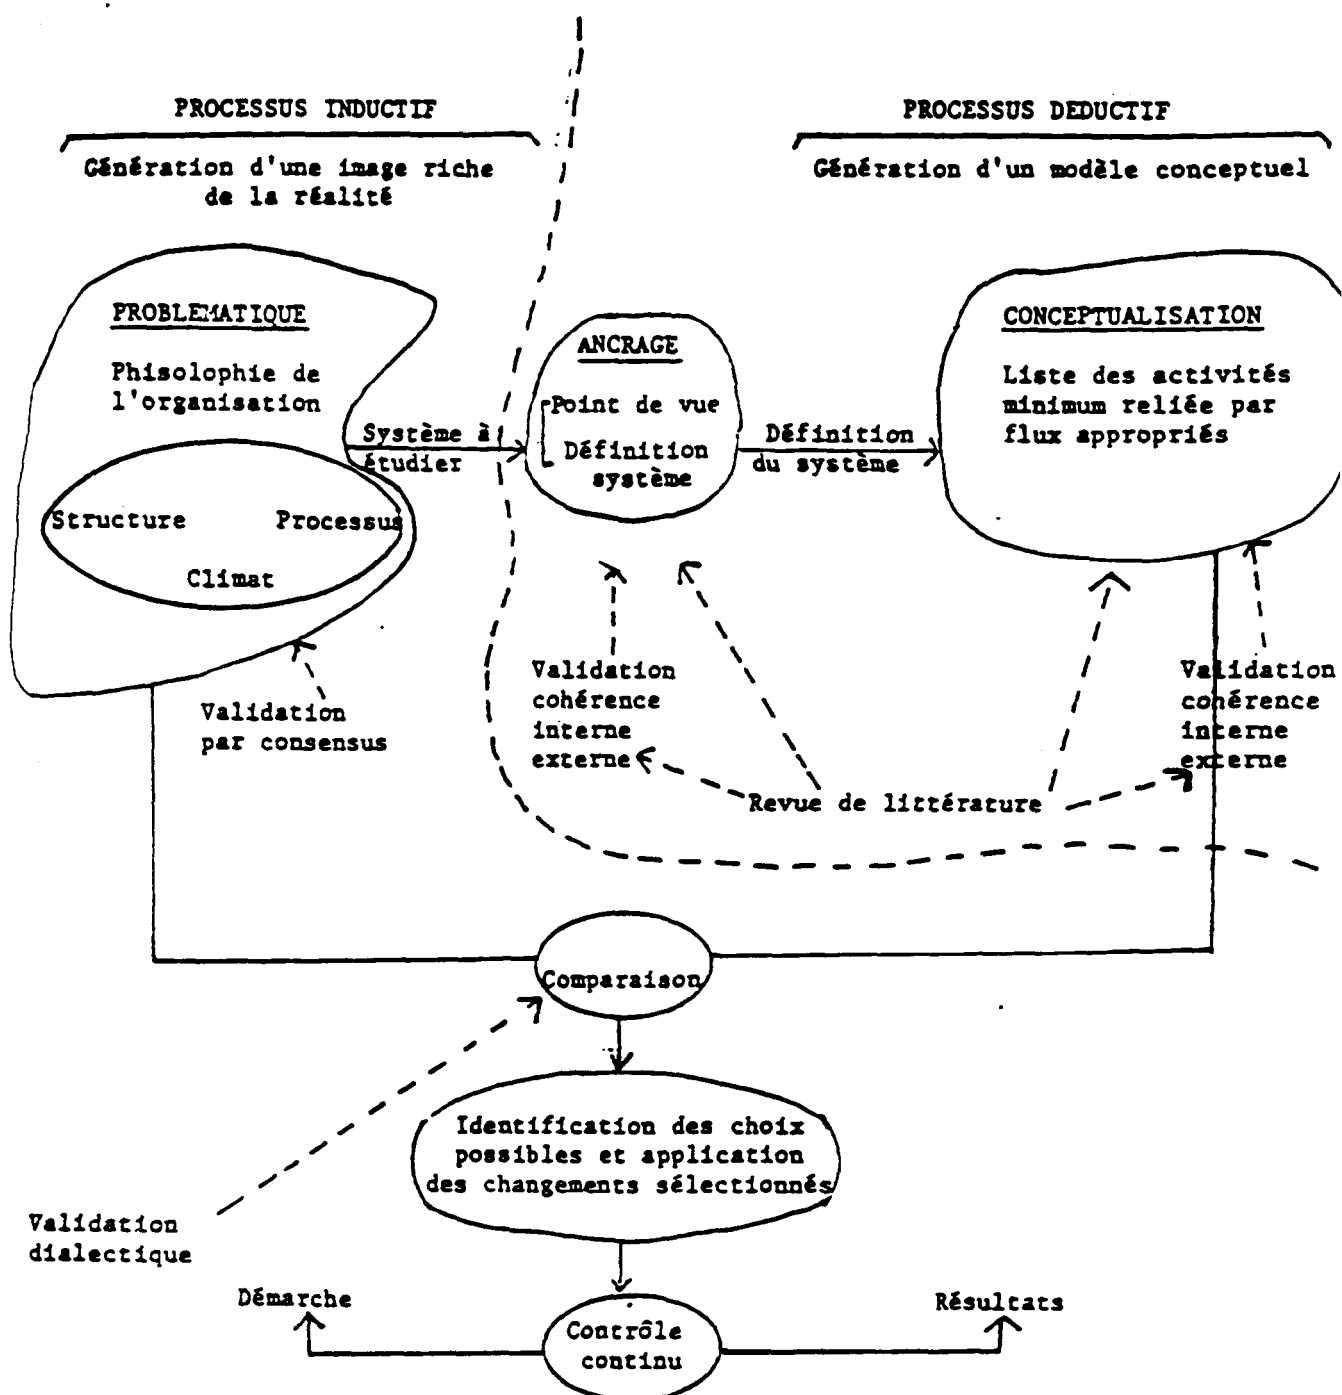 PROCESSUS INDUCTIF
Génération d'une image riche
de la réalité
PROCESSUS DEDUCTIF
Génération d'un modèle conceptuel
PROBLEMATIQUE
Phisolophie de
l'organisation
Structure Processus
Climat
Système à
étudier
ANCRAGE
Point de vue
Définition
système
Définition
du système
CONCEPTUALISATION
Liste des activités
minimum reliée par
flux appropriés
Validation
par consensus
Validation
cohérence
interne
externe
Revue de littérature
Validation
cohérence
interne
externe
Comparaison
Identification des choix
possibles et application
des changements sélectionnés
Validation
dialectique
Démarche
Résultats
Contrôle
continu